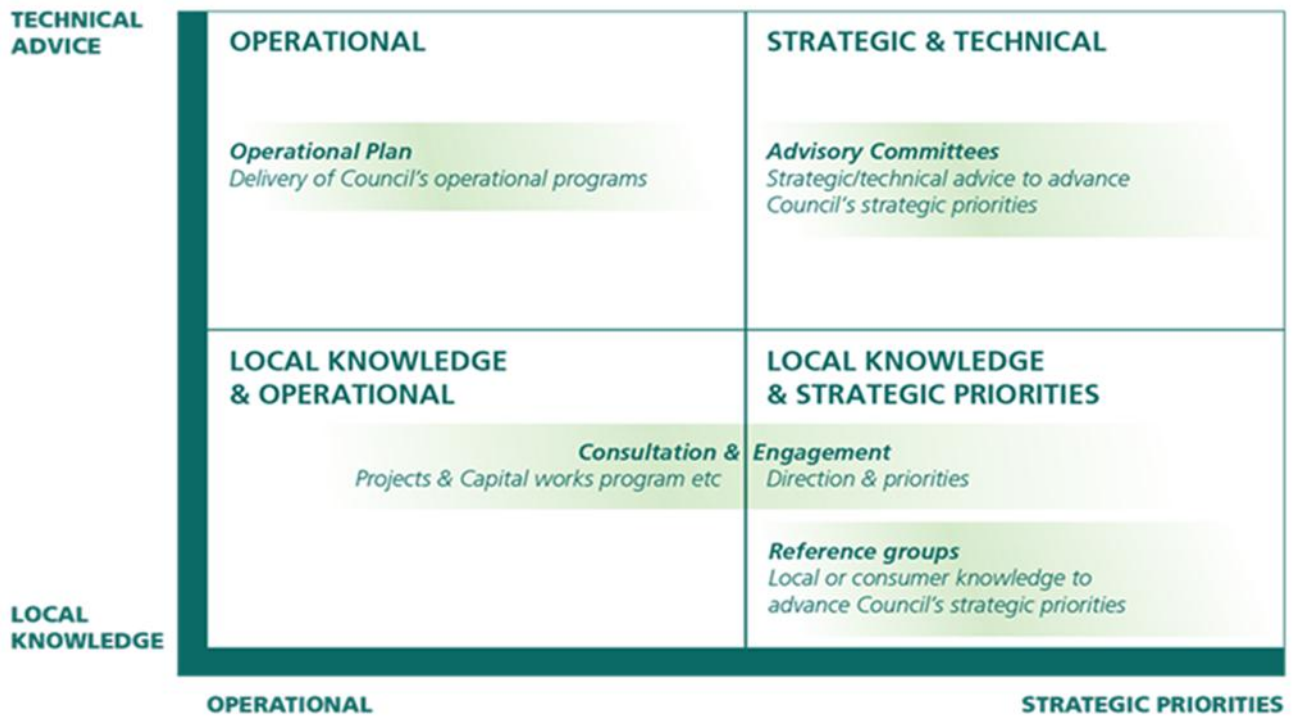 TECHNICAL
ADVICE
OPERATIONAL
Operational Plan
Delivery of Council's operational programs
STRATEGIC & TECHNICAL
Advisory Committees
Strategic/technical advice to advance
Council's strategic priorities
LOCAL KNOWLEDGE
& OPERATIONAL
LOCAL KNOWLEDGE
& STRATEGIC PRIORITIES
Consultation & Engagement
Projects & Capital works program etc
Direction & priorities
Reference groups
Local or consumer knowledge to
advance Council's strategic priorities
LOCAL
KNOWLEDGE
OPERATIONAL
STRATEGIC PRIORITIES